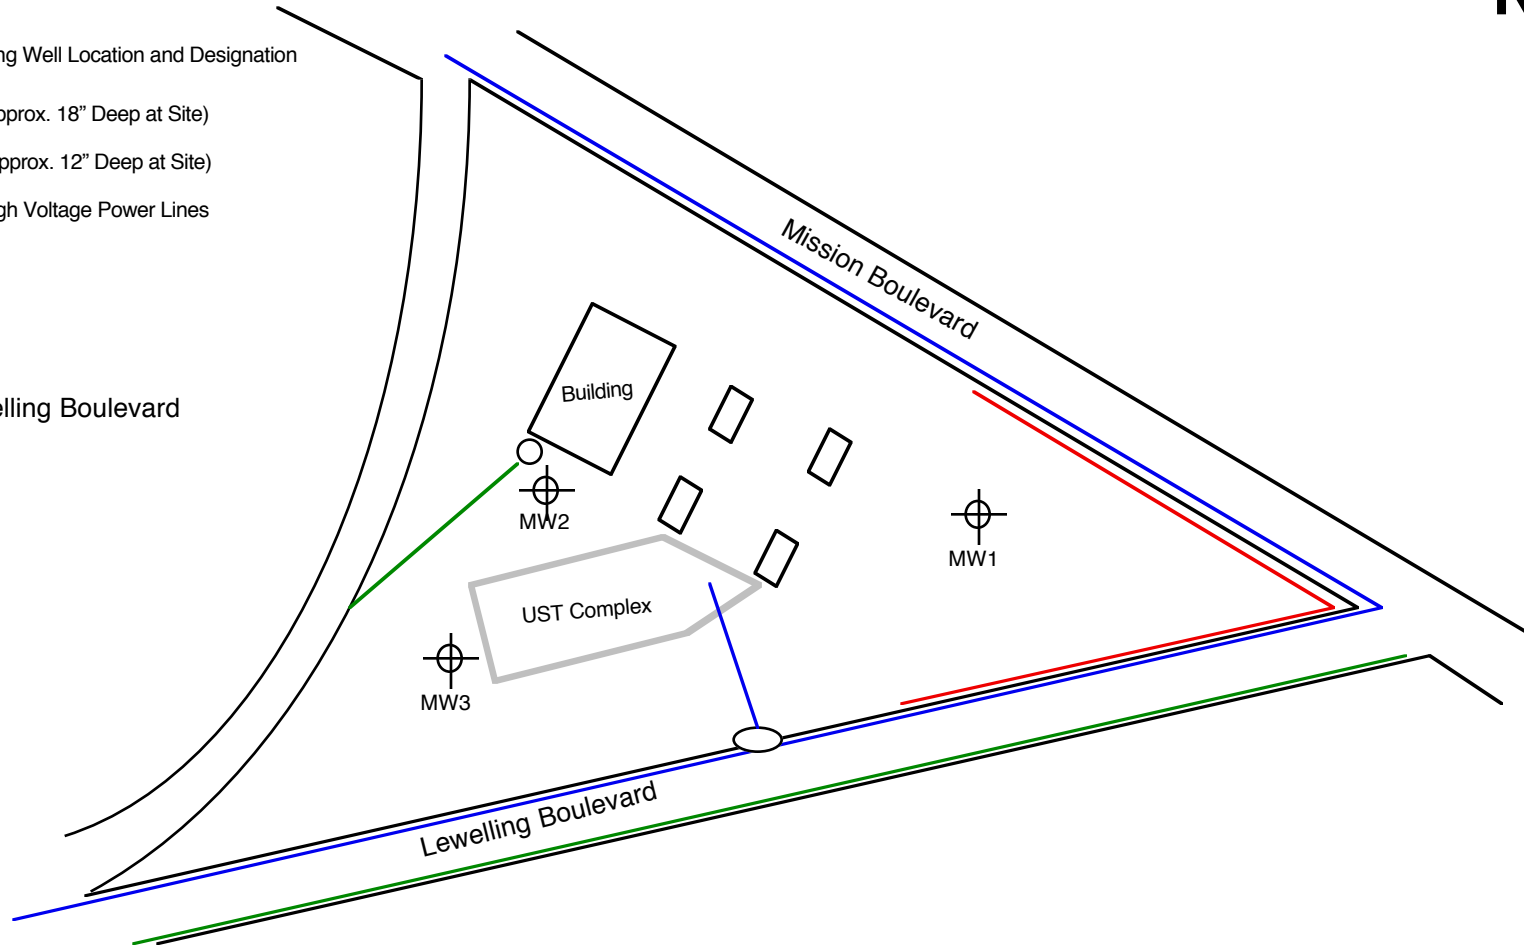 ng Well Location and Designation
pprox. 18” Deep at Site)
pprox. 12” Deep at Site)
gh Voltage Power Lines
Mission Boulevard
Building
elling Boulevard
MW2
MW1
UST Complex
MW3
Lewelling Boulevard